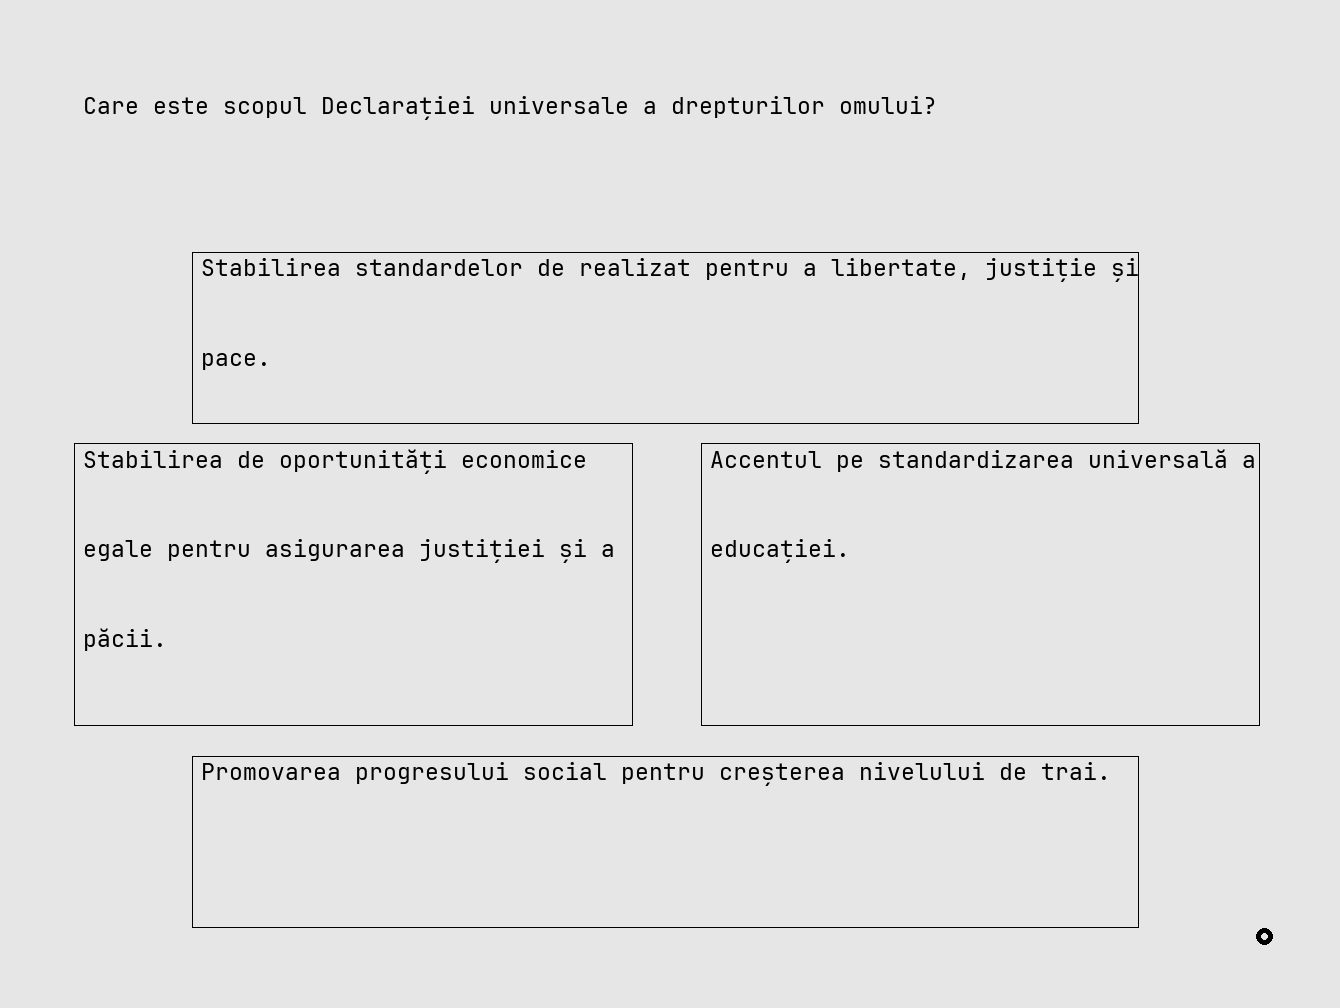 Care este scopul Declarației universale a drepturilor omului?
Stabilirea standardelor de realizat pentru a libertate, justiție și
pace.
Stabilirea de oportunități economice
egale pentru asigurarea justiției și a
păcii.
Accentul pe standardizarea universală a
educației.
Promovarea progresului social pentru creșterea nivelului de trai.